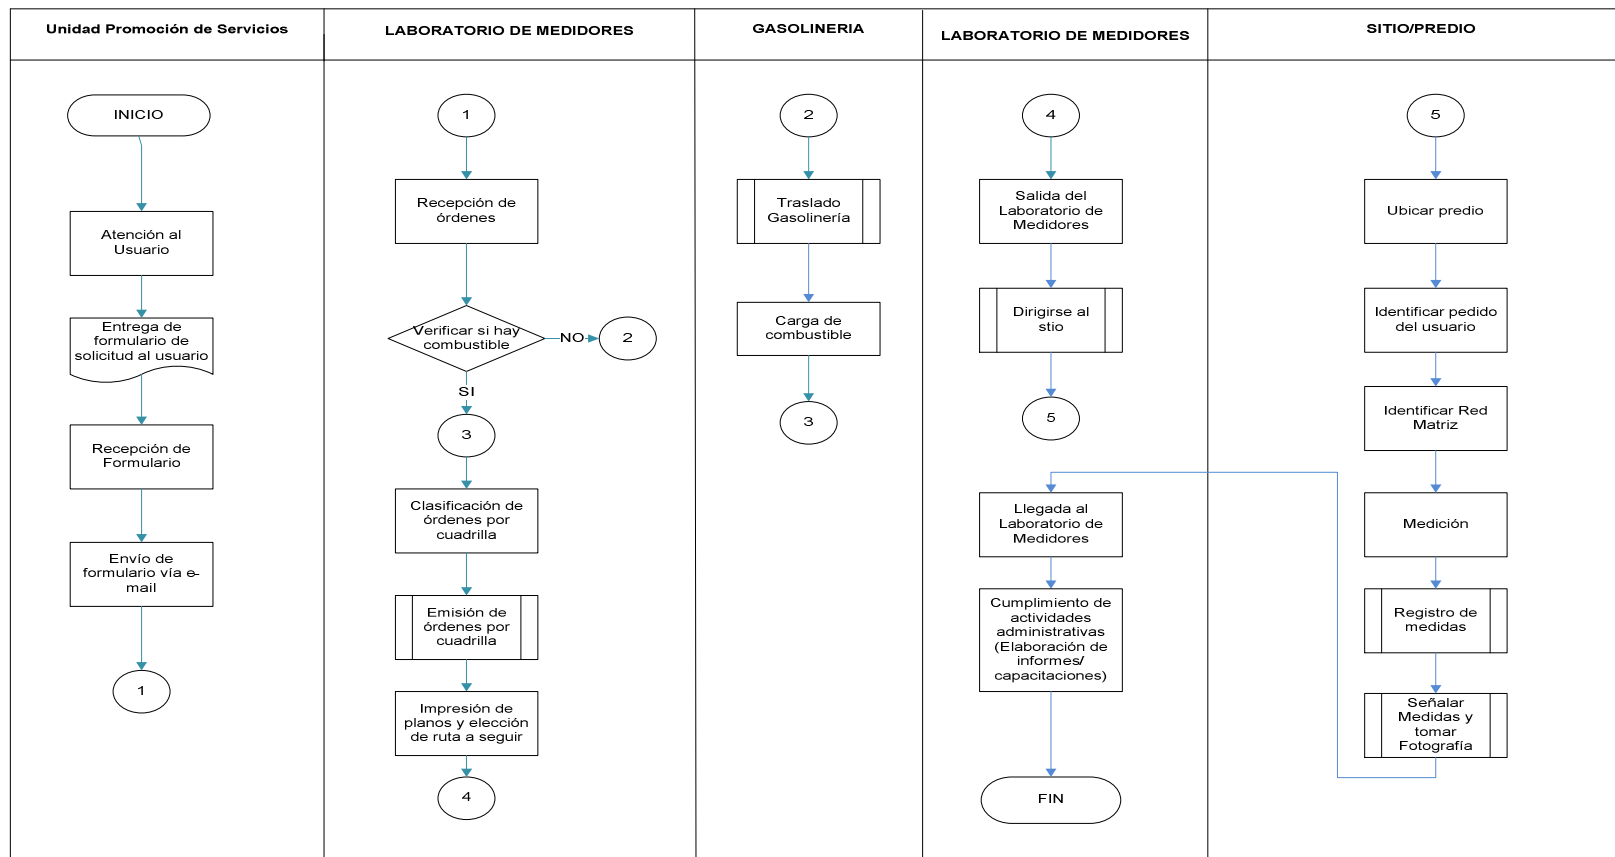 Unidad Promoción de Servicios
INICIO
Atención al
Usuario
Entrega de
formulario de
solicitud al usuario
Recepción de
Formulario
Envío de
formulario vía e-
mail
1
LABORATORIO DE MEDIDORES
1
Recepción de
órdenes
Verificar si hay
combustible
NO
2
SI
3
Clasificación de
órdenes por
cuadrilla
Emisión de
órdenes por
cuadrilla
Impresión de
planos y elección
de ruta a seguir
4
GASOLINERIA
2
Traslado
Gasolinería
Carga de
combustible
3
LABORATORIO DE MEDIDORES
4
Salida del
Laboratorio de
Medidores
Dirigirse al
stio
5
Llegada al
Laboratorio de
Medidores
Cumplimiento de
actividades
administrativas
(Elaboración de
informes/
capacitaciones)
FIN
SITIO/PREDIO
5
Ubicar predio
Identificar pedido
del usuario
Identificar Red
Matriz
Medición
Registro de
medidas
Señalar
Medidas y
tomar
Fotografía